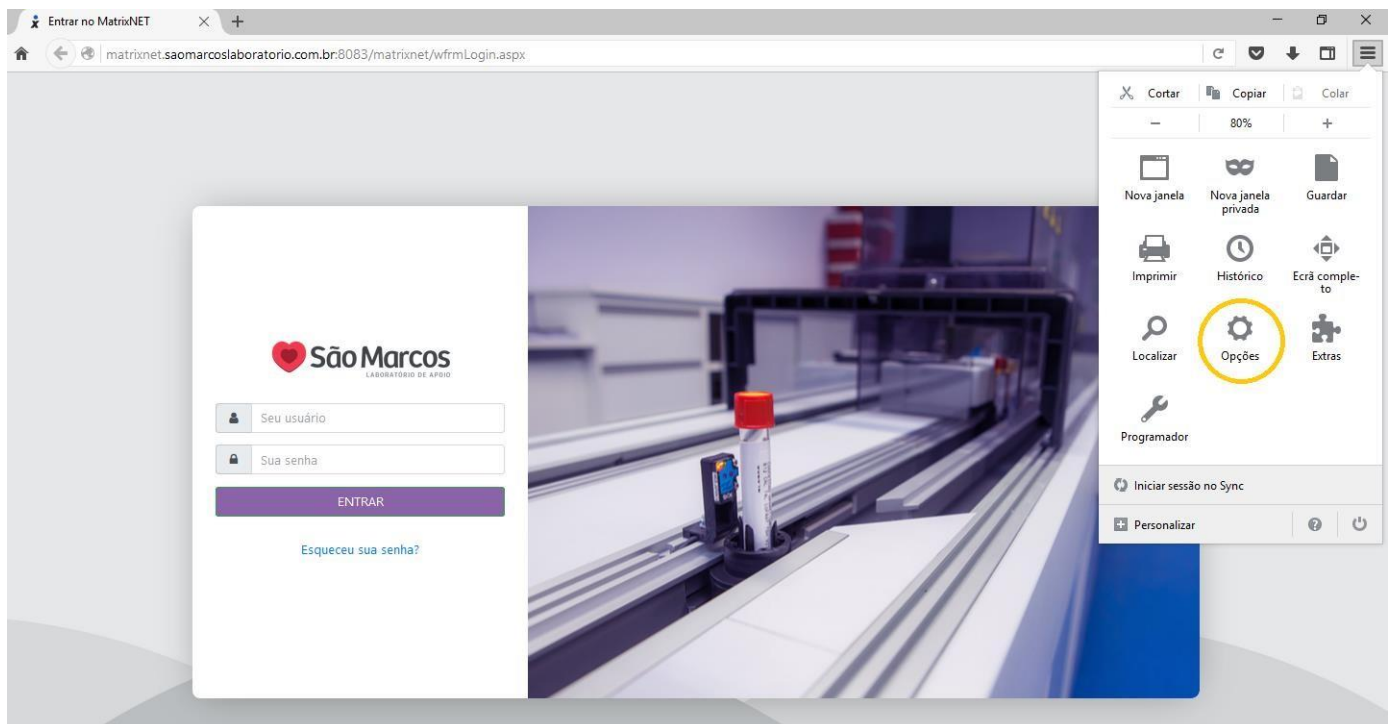 Entrar no MatrixNET
matrixnet.saomarcoslaboratorio.com.br:8083/matrixnet/wfrmLogin.aspx
Cortar
Copiar
Colar
80%
Nova janela
Nova janela
privada
Guardar
Imprimir
Histórico
Ecrã comple-
to
Localizar
Opções
Extras
Programador
Iniciar sessão no Sync
Personalizar
São Marcos
LABORATÓRIO DE APOIO
Seu usuário
Sua senha
ENTRAR
Esqueceu sua senha?